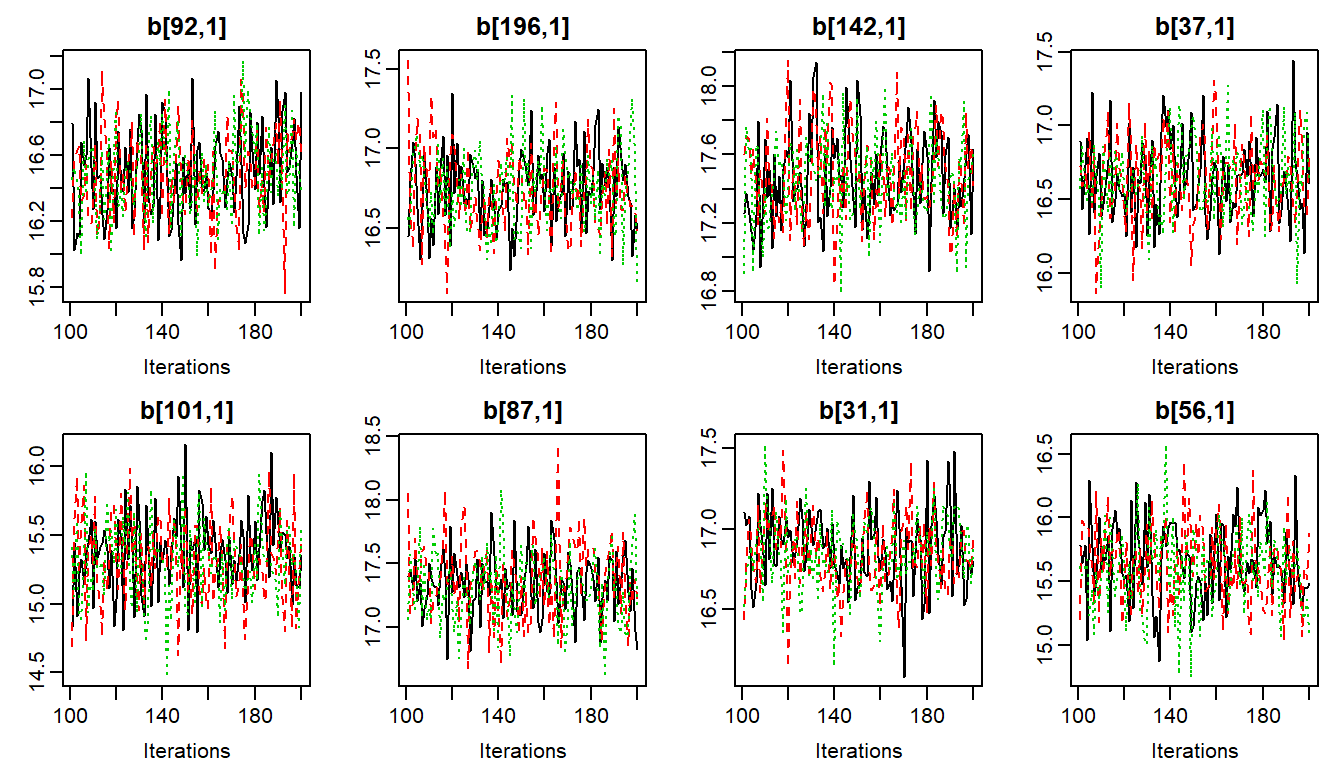 b[92,1]
15.8 16.2 16.6 17.0
100 140 180
Iterations
b[196,1]
16.5 17.0 17.5
100 140 180
Iterations
b[142,1]
16.8 17.2 17.6 18.0
100 140 180
Iterations
b[37,1]
16.0 16.5 17.0 17.5
100 140 180
Iterations
b[101,1]
14.5 15.0 15.5 16.0
100 140 180
Iterations
b[87,1]
17.0 17.5 18.0 18.5
100 140 180
Iterations
b[31,1]
16.5 17.0 17.5
100 140 180
Iterations
b[56,1]
15.0 15.5 16.0 16.5
100 140 180
Iterations